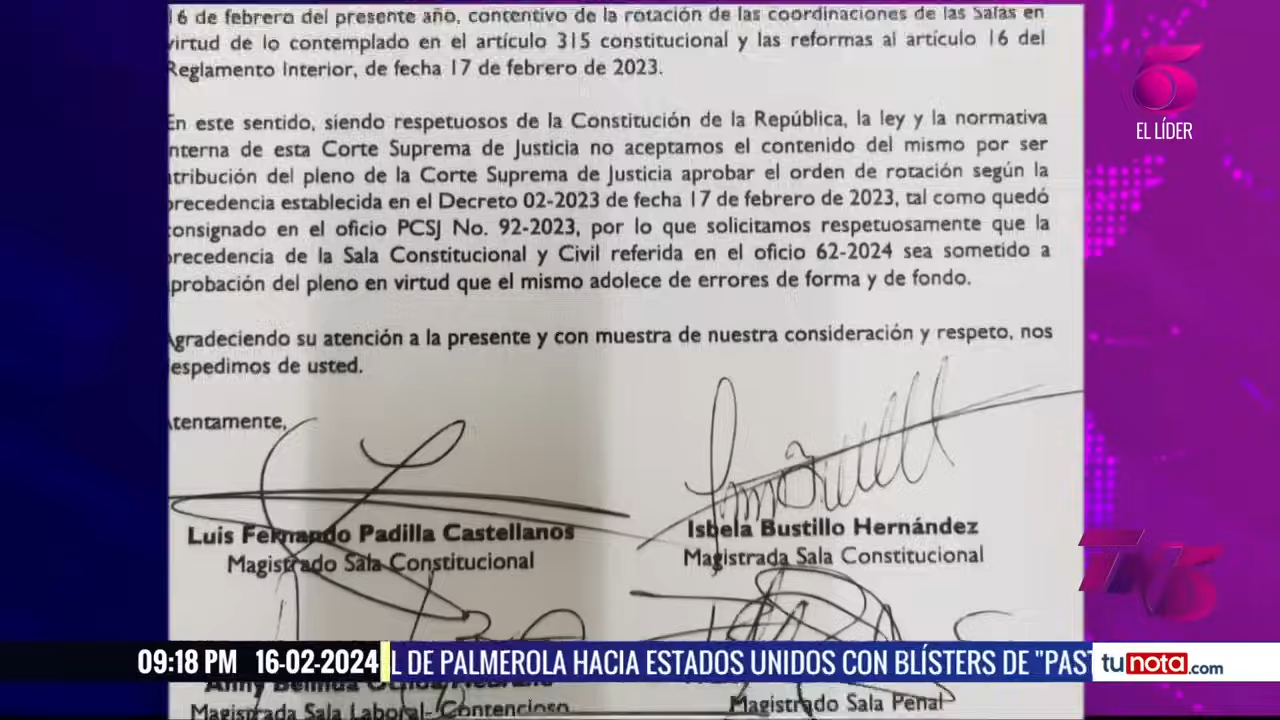 16 de febrero del presente año, contentivo de la rotación de las coordinaciones de las Salas en
virtud de lo contemplado en el artículo 315 constitucional y las reformas al artículo 16 del
Reglamento Interior, de fecha 17 de febrero de 2023.
En este sentido, siendo respetuosos de la Constitución de la República, la ley y la normativa
nterna de esta Corte Suprema de Justicia no aceptamos el contenido del mismo por ser
tribución del pleno de la Corte Suprema de Justicia aprobar el orden de rotación según la
precedencia establecida en el Decreto 02-2023 de fecha 17 de febrero de 2023, tal como quedó
consignado en el oficio PCSJ No. 92-2023, por lo que solicitamos respetuosamente que la
precedencia de la Sala Constitucional y Civil referida en el oficio 62-2024 sea sometido a
probación del pleno en virtud que el mismo adolece de errores de forma y de fondo.
Agradeciendo su atención a la presente y con muestra de nuestra consideración y respeto, nos
espedimos de usted.
Atentamente,
Luis Fernando Padilla Castellanos
Magistrado Sala Constitucional
Isbela Bustillo Hernández
Magistrada Sala Constitucional
Magistrada Sala Laboral- Contencioso
Magistrado Sala Penal
5
EL LÍDER
TN5
09:18 PM 16-02-2024
L DE PALMEROLA HACIA ESTADOS UNIDOS CON BLÍSTERS DE "PAST
tunota.com